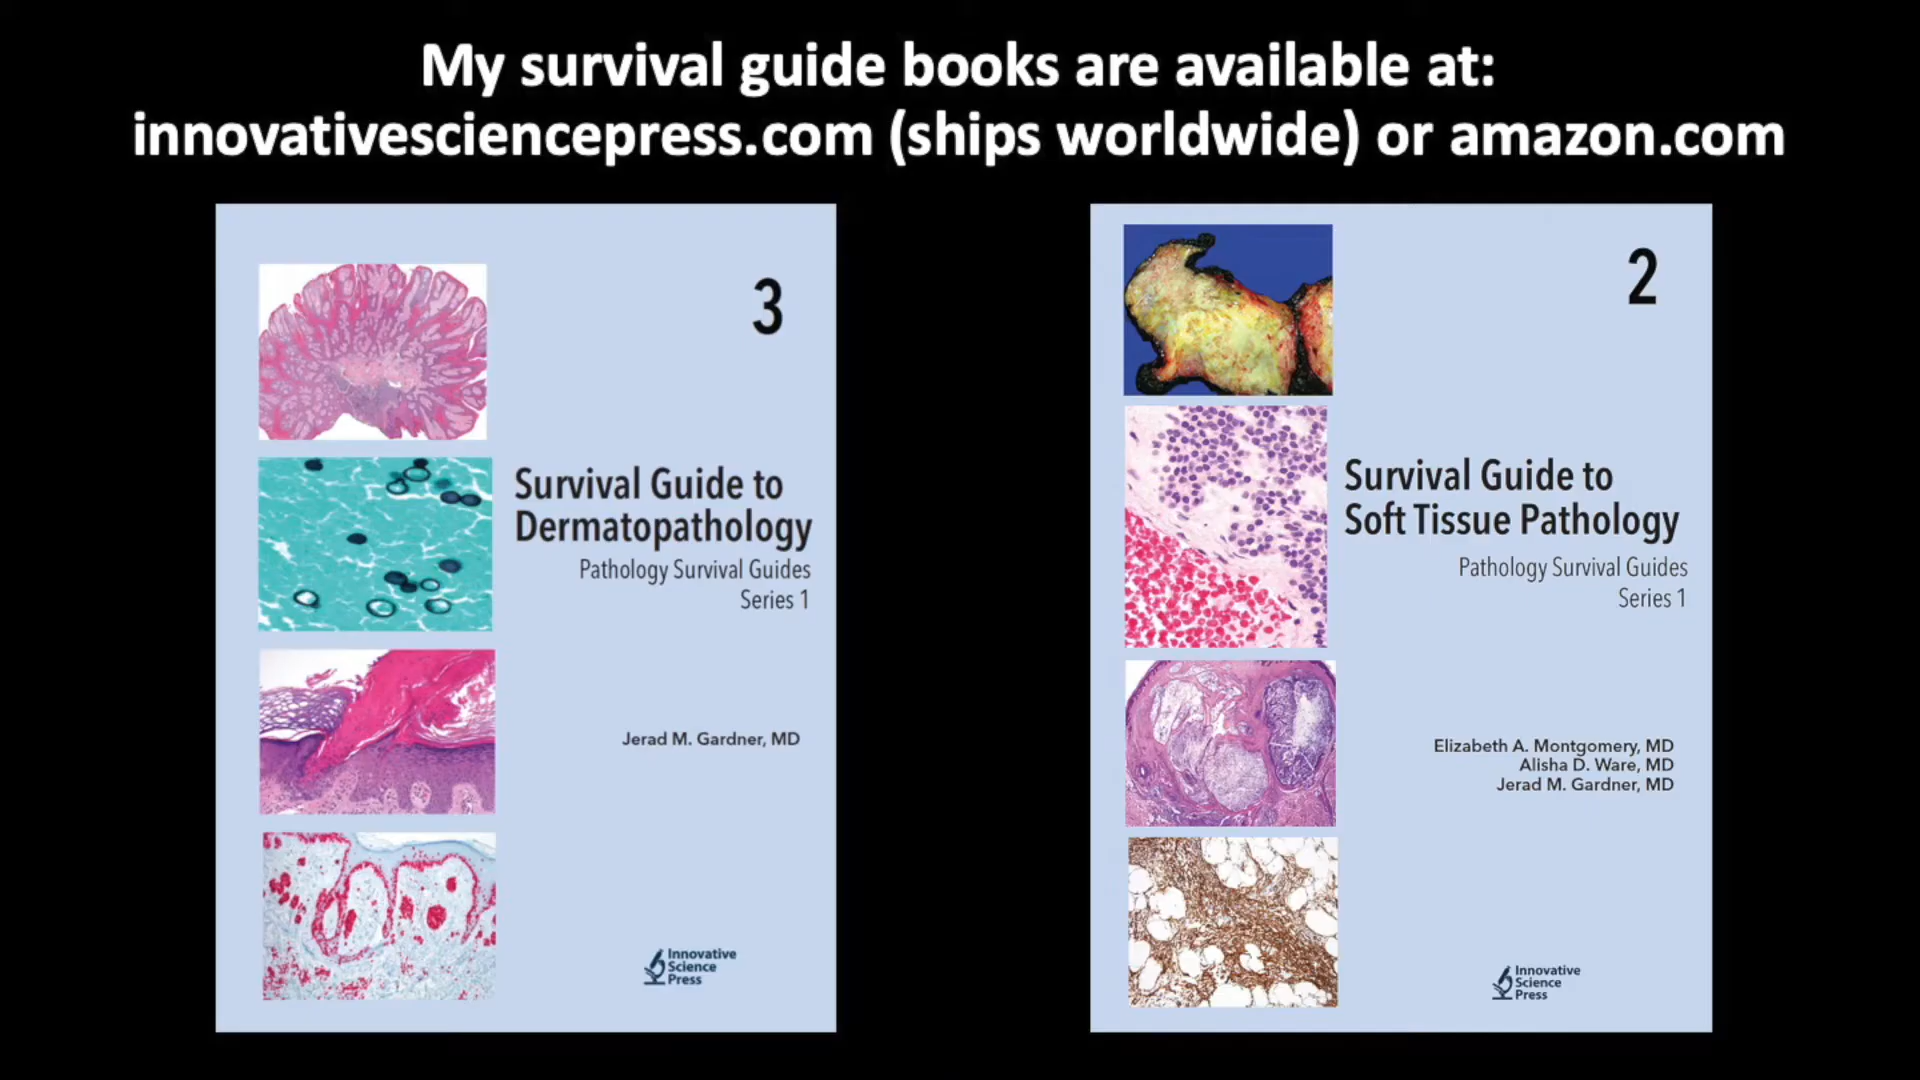 My survival guide books are available at:
innovativesciencepress.com (ships worldwide) or amazon.com
3
Survival Guide to
Dermatopathology
Pathology Survival Guides
Series 1
Jerad M. Gardner, MD
Innovative
Science
Press
2
Survival Guide to
Soft Tissue Pathology
Pathology Survival Guides
Series 1
Elizabeth A. Montgomery, MD
Alisha D. Ware, MD
Jerad M. Gardner, MD
Innovative
Science
Press